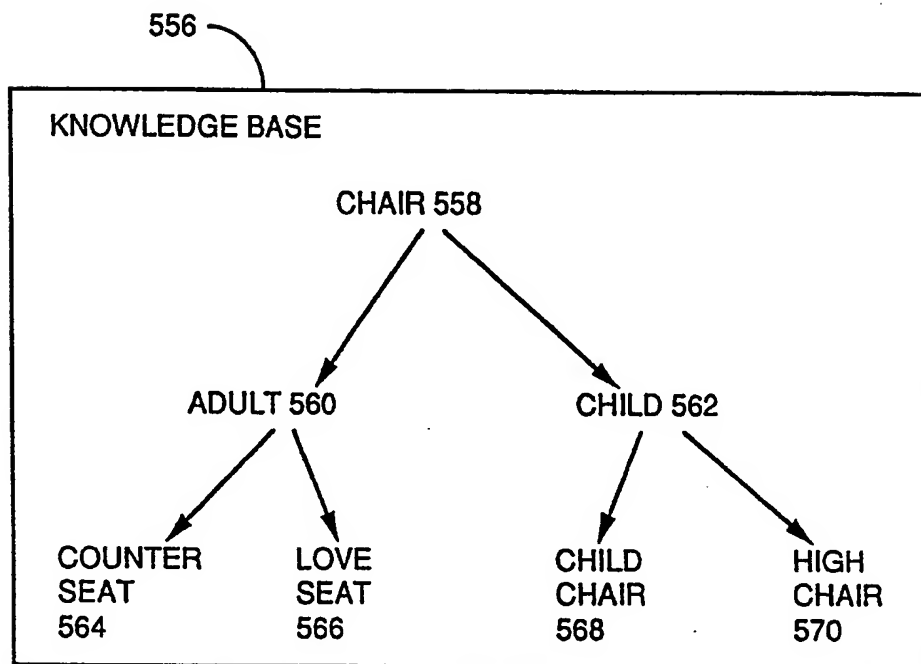 556
KNOWLEDGE BASE
CHAIR 558
ADULT 560
CHILD 562
COUNTER
SEAT
564
LOVE
SEAT
566
CHILD
CHAIR
568
HIGH
CHAIR
570